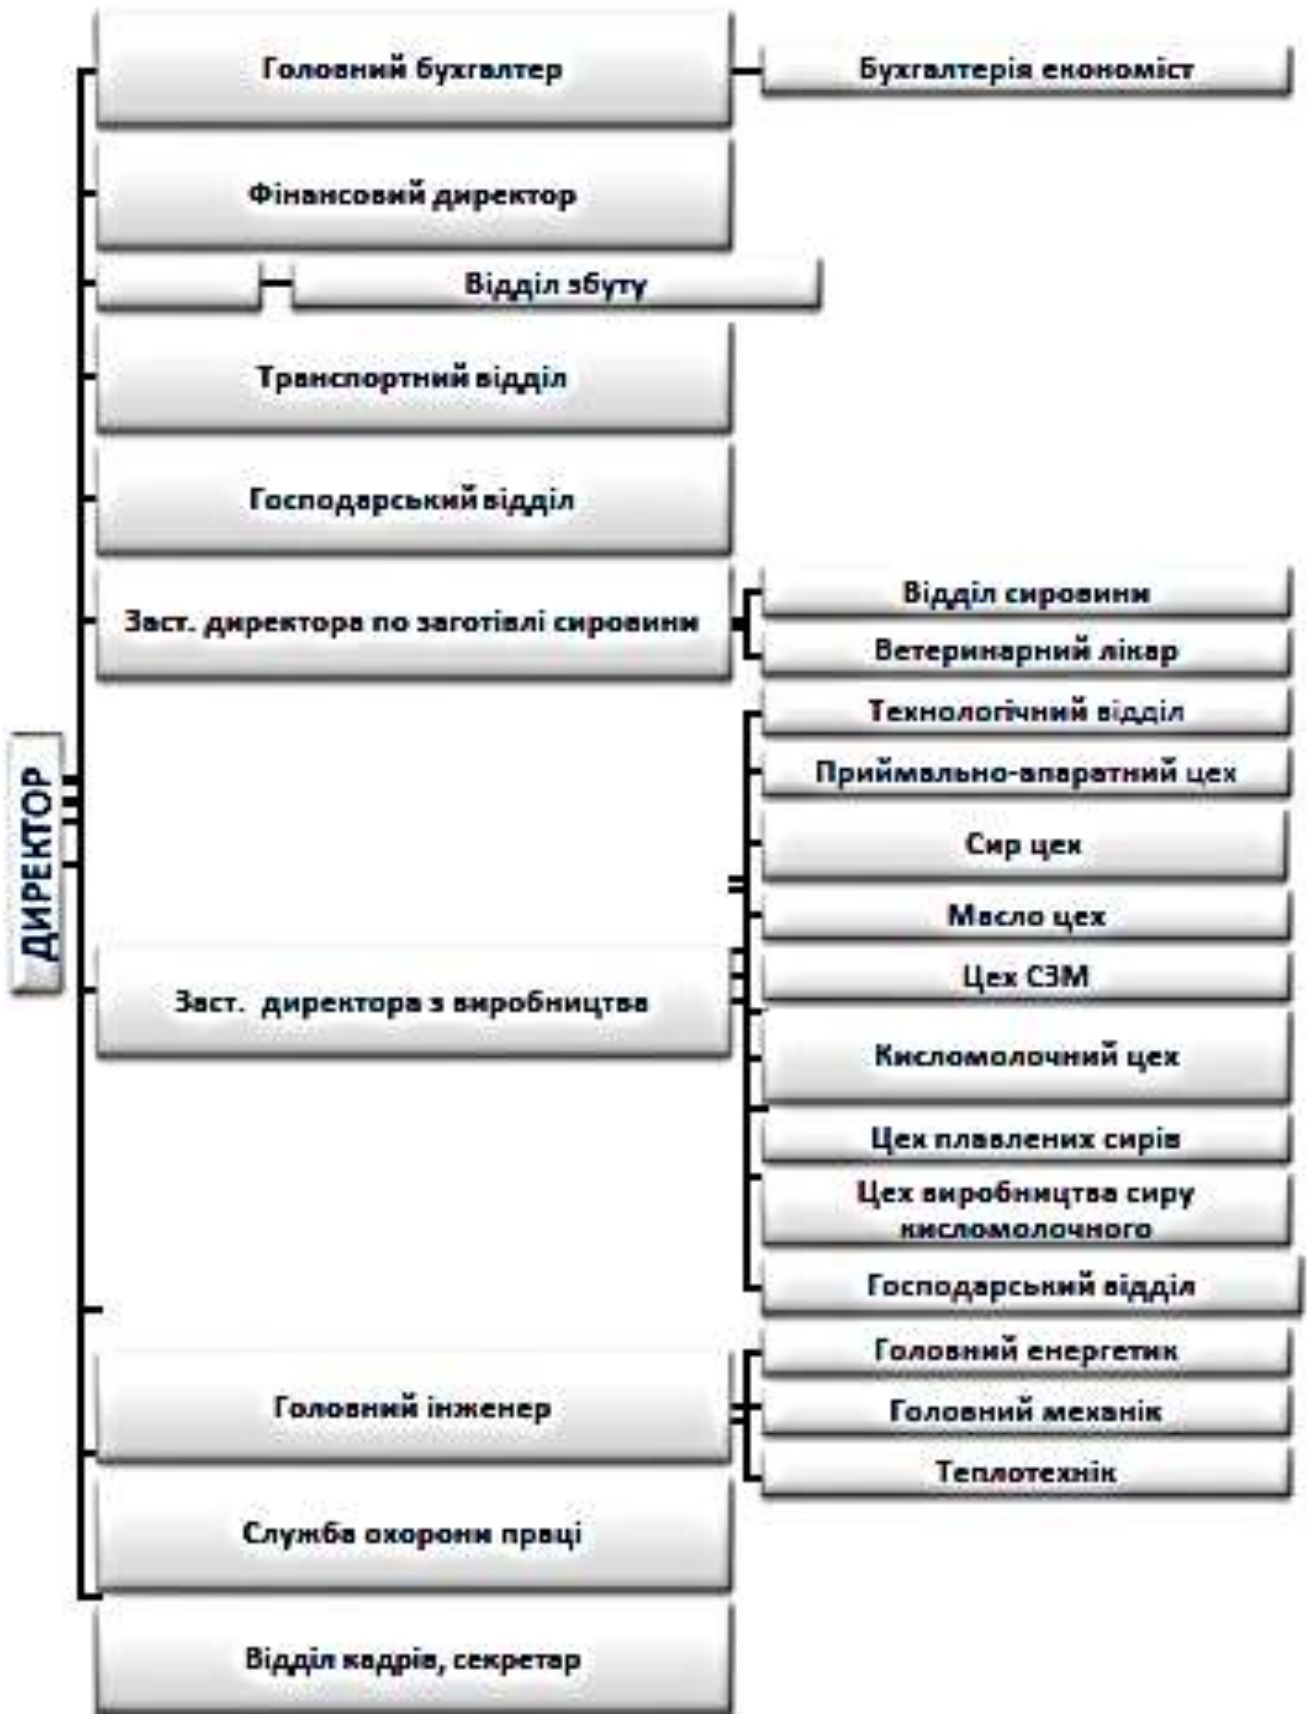 Головний бухгалтер
Бухгалтерія економіст
Фінансовий директор
Відділ збуту
Транспортний відділ
Господарський відділ
Заст. директора по заготівлі сировини
Відділ сировини
Ветеринарний лікар
ДИРЕКТОР
Заст. директора з виробництва
Технологічний відділ
Приймально-апаратний цех
Сир цех
Масло цех
Цех СЗМ
Кисломолочний цех
Цех плавлених сирів
Цех виробництва сиру
кисломолочного
Господарський відділ
Головний інженер
Головний енергетик
Головний механік
Теплотехнік
Служба охорони праці
Відділ кадрів, секретар